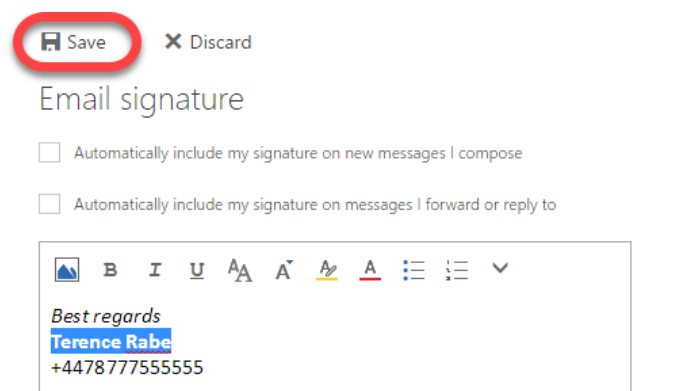 Save Discard
Email signature
Automatically include my signature on new messages I compose
Automatically include my signature on messages I forward or reply to
B I U AA A A A
Best regards
Terence Rabe
+4478777555555